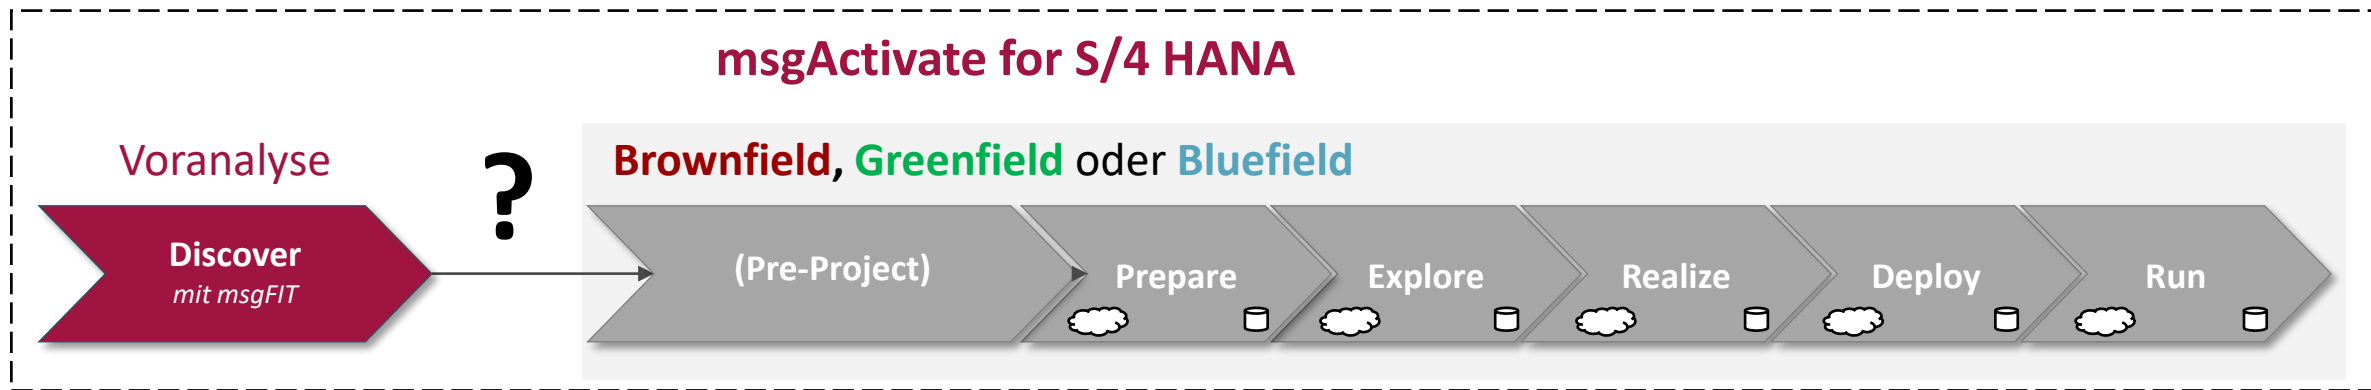 msgActivate for S/4 HANA
Voranalyse
?
Brownfield, Greenfield oder Bluefield
Discover
mit msgFIT
(Pre-Project)
Prepare
Explore
Realize
Deploy
Run